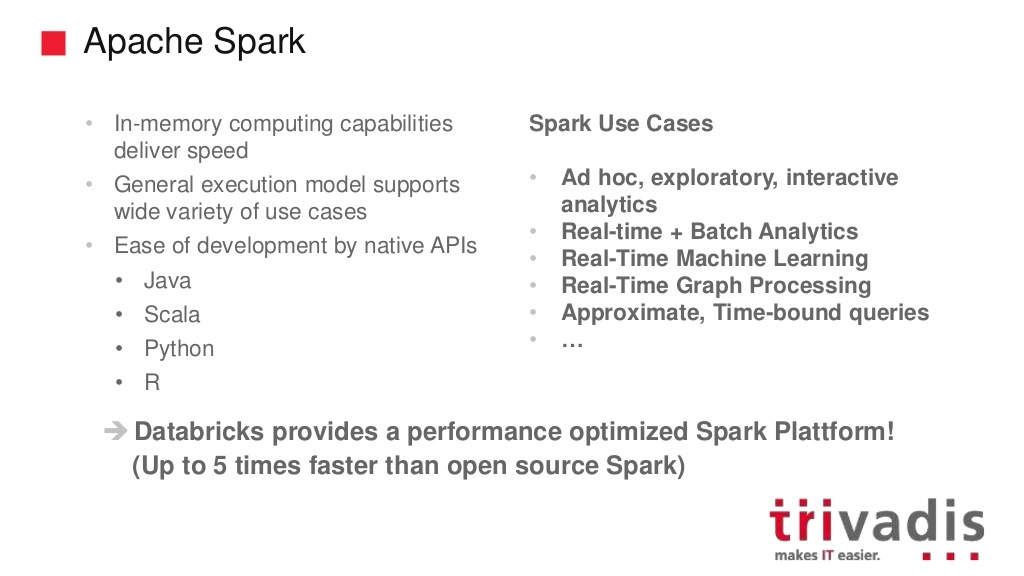 Apache Spark
• In-memory computing capabilities
deliver speed
• General execution model supports
wide variety of use cases
• Ease of development by native APIs
• Java
• Scala
• Python
• R
Spark Use Cases
• Ad hoc, exploratory, interactive
analytics
• Real-time + Batch Analytics
• Real-Time Machine Learning
• Real-Time Graph Processing
• Approximate, Time-bound queries
• …
➔ Databricks provides a performance optimized Spark Plattform!
(Up to 5 times faster than open source Spark)
trivadis
makes IT easier.